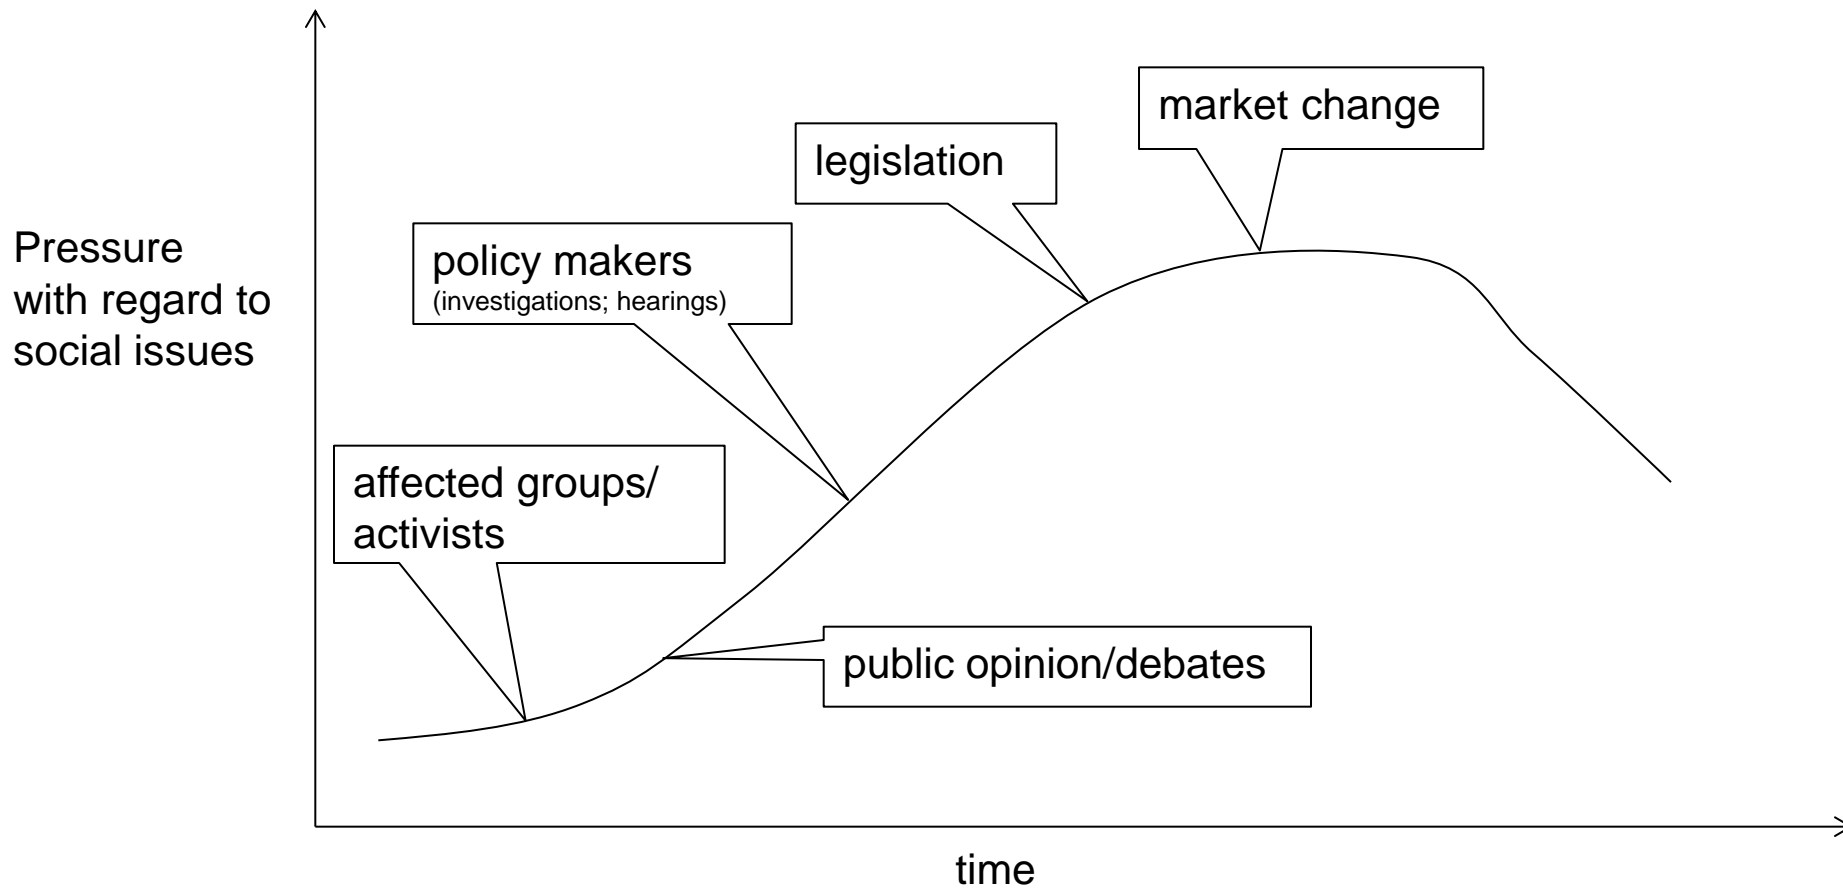 market change
legislation
Pressure
with regard to
social issues
policy makers
(investigations; hearings)
affected groups/
activists
public opinion/debates
time